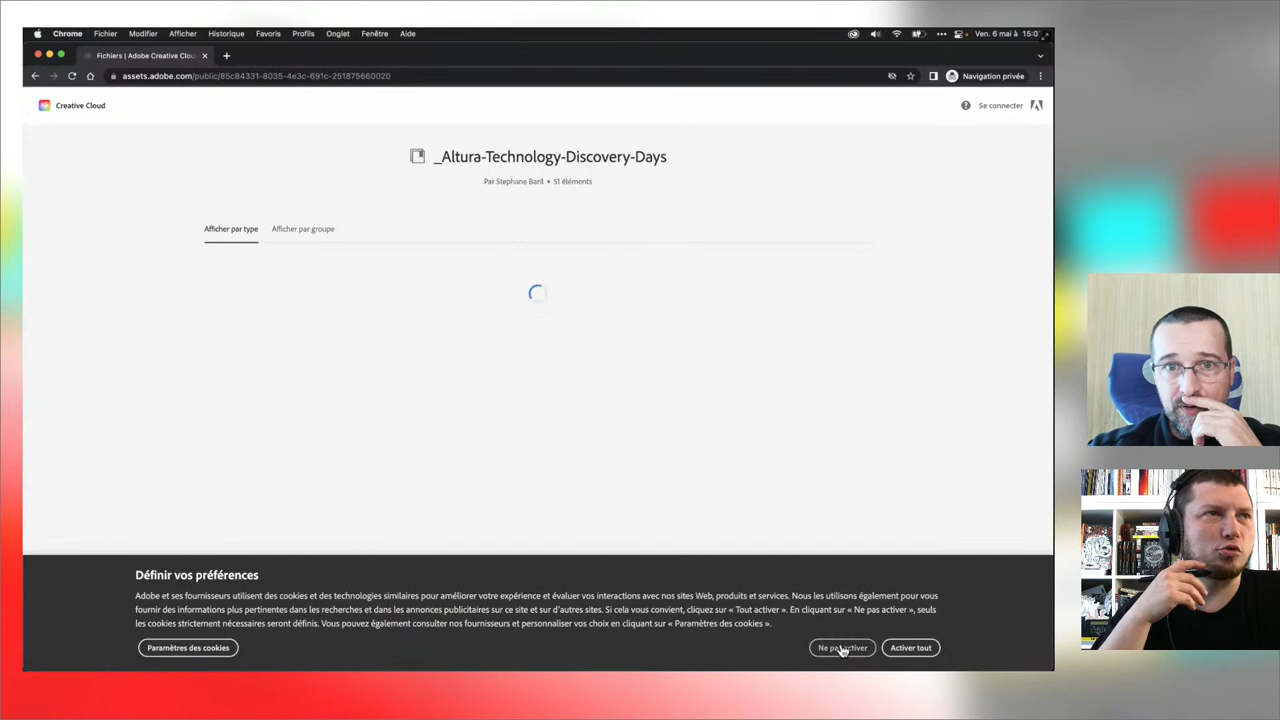 Chrome Fichier Modifier Afficher Historique Favoris Profils Onglet Fenêtre Aide Ven. 6 mai à 15:0
Fichiers | Adobe Creative Clou
assets.adobe.com/public/85c84331-8035-4e3c-691c-251875660020 Navigation privée
Creative Cloud Se connecter
_Altura-Technology-Discovery-Days
Par Stephane Baril • 51 éléments
Afficher par type Afficher par groupe
Définir vos préférences
Adobe et ses fournisseurs utilisent des cookies et des technologies similaires pour améliorer votre expérience et évaluer vos interactions avec nos sites Web, produits et services. Nous les utilisons également pour
fournir des informations plus pertinentes dans les recherches et dans les annonces publicitaires sur ce site et sur d'autres sites. Si cela vous convient, cliquez sur « Tout activer ». En cliquant sur « Ne pas activer », seuls
les cookies strictement nécessaires seront définis. Vous pouvez également consulter nos fournisseurs et personnaliser vos choix en cliquant sur « Paramètres des cookies ».
Paramètres des cookies Ne pas activer Activer tout